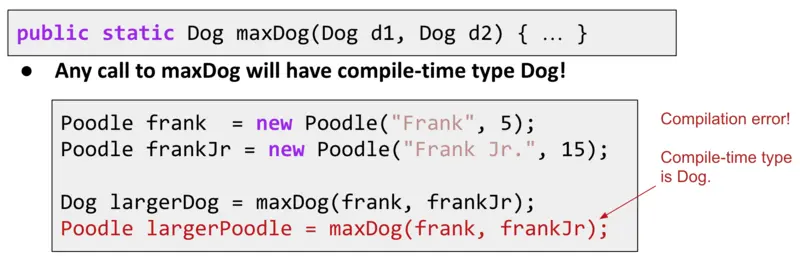 public static Dog maxDog(Dog d1, Dog d2) { … }
● Any call to maxDog will have compile-time type Dog!
Poodle frank  = new Poodle("Frank", 5);
Poodle frankJr = new Poodle("Frank Jr.", 15);
Dog largerDog = maxDog(frank, frankJr);
Poodle largerPoodle = maxDog(frank, frankJr);
Compilation error!
Compile-time type
is Dog.